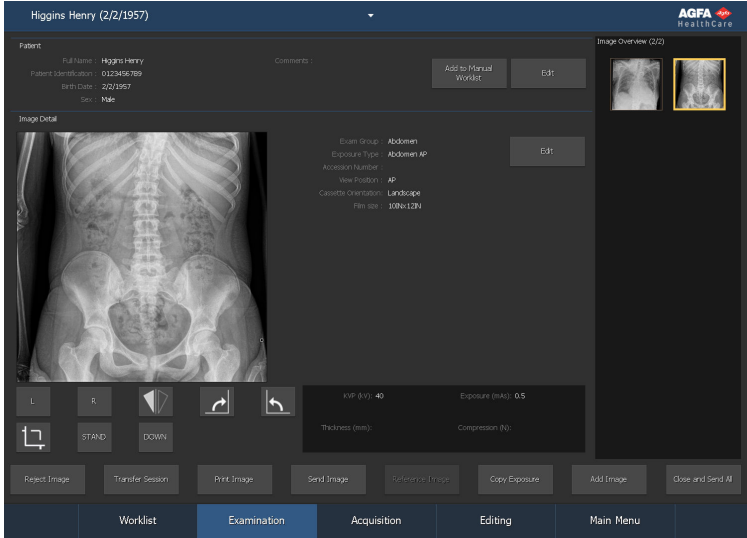 Higgins Henry (2/2/1957)
AGFA
HealthCare
Patient
Full Name : Higgins Henry
Comments :
Patient Identification : 0123456789
Birth Date : 2/2/1957
Sex : Male
Add to Manual
Worklist
Edit
Image Overview (2/2)
Image Detail
Exam Group : Abdomen
Exposure Type : Abdomen AP
Accession Number :
View Position : AP
Cassette Orientation: Landscape
Film size : 10INx12IN
Edit
L
R
STAND
DOWN
KVP (kV): 40
Exposure (mAs): 0.5
Thickness (mm):
Compression (N):
Reject Image
Transfer Session
Print Image
Send Image
Reference Image
Copy Exposure
Add Image
Close and Send All
Worklist
Examination
Acquisition
Editing
Main Menu